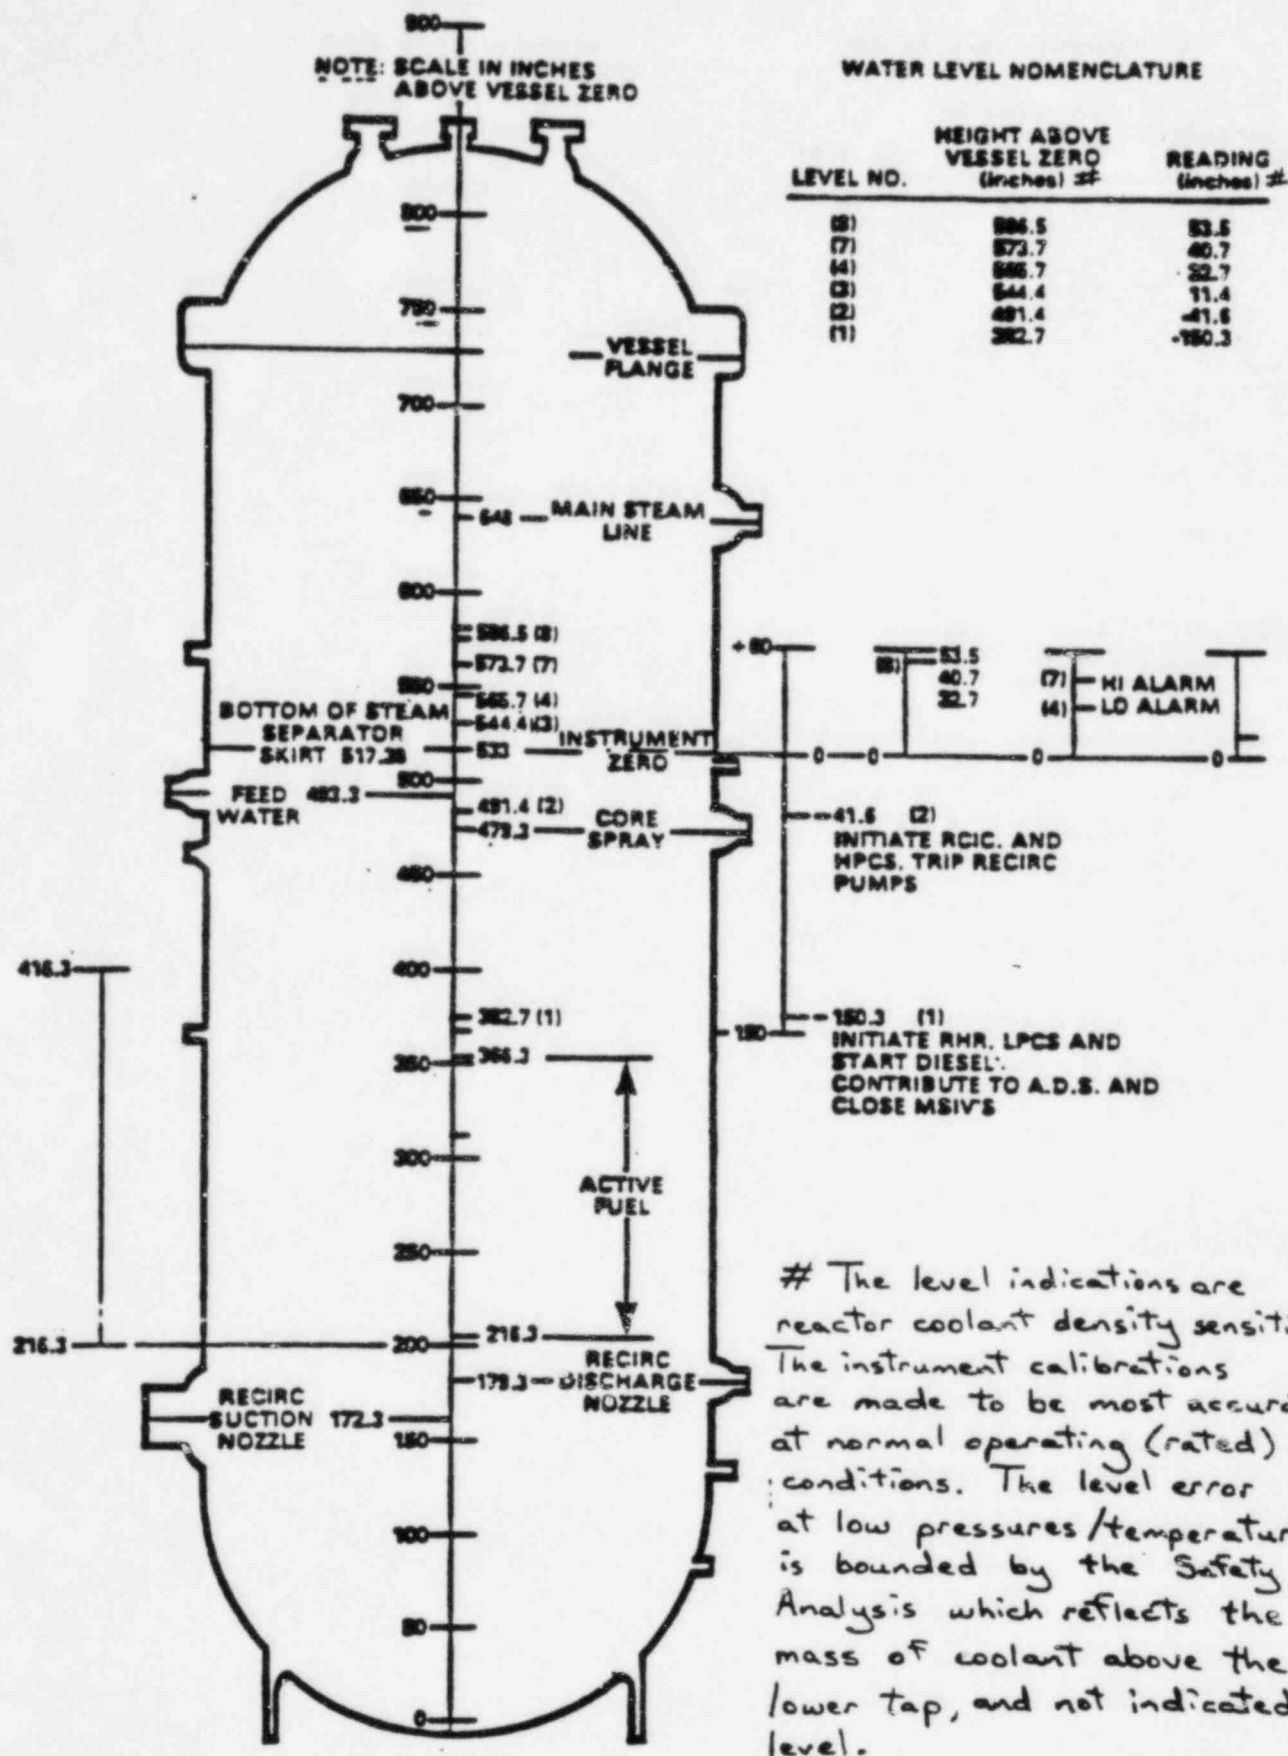 900
NOTE: SCALE IN INCHES
ABOVE VESSEL ZERO
WATER LEVEL NOMENCLATURE
LEVEL NO.
HEIGHT ABOVE
VESSEL ZERO
(inches) #
READING
(inches) #
(8) 586.5 53.5
(7) 573.7 40.7
(4) 565.7 32.7
(3) 544.4 11.4
(2) 491.4 -41.6
(1) 382.7 -150.3
800
750
VESSEL
FLANGE
700
650
648
MAIN STEAM
LINE
600
586.5 (8)
573.7 (7)
550
565.7 (4)
544.4 (3)
BOTTOM OF STEAM
SEPARATOR
SKIRT 517.38
533
INSTRUMENT
ZERO
+60
(8) 53.5
40.7
32.7
(7) HI ALARM
(4) LO ALARM
0 0 0 0
500
FEED 493.3
WATER
491.4 (2)
479.3
CORE
SPRAY
41.6 (2)
INITIATE RCIC. AND
HPCS. TRIP RECIRC
PUMPS
450
416.3
400
382.7 (1)
366.3
350
150
150.3 (1)
INITIATE RHR. LPCS AND
START DIESEL.
CONTRIBUTE TO A.D.S. AND
CLOSE MSIV'S
300
ACTIVE
FUEL
250
216.3
200
216.3
RECIRC
179.3 DISCHARGE
NOZZLE
RECIRC
SUCTION 172.3
NOZZLE
150
100
50
0
# The level indications are
reactor coolant density sensiti
The instrument calibrations
are made to be most accura
at normal operating (rated)
conditions. The level error
at low pressures/temperatur
is bounded by the Safety
Analysis which reflects the
mass of coolant above the
lower tap, and not indicated
level.